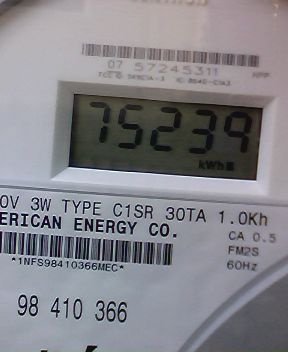 07 57245311
75239
kWh
0V 3W TYPE C1SR 30TA 1.0Kh
ERICAN ENERGY CO.
CA 0.5
FM2S
60Hz
*1NFS98410366MEC*
98 410 366